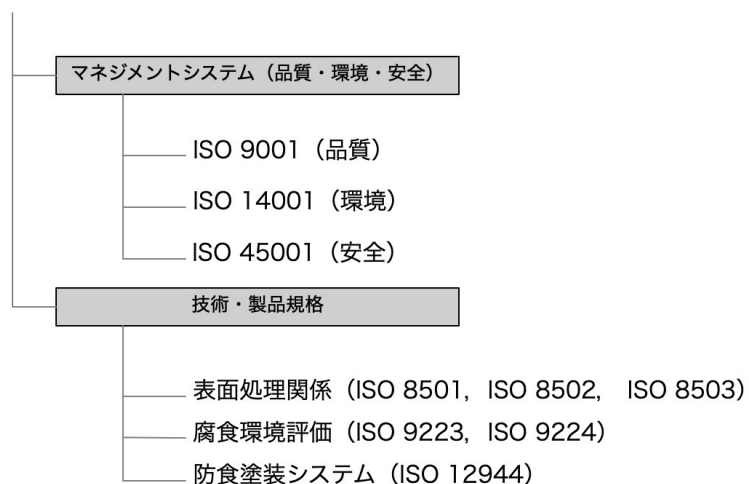 マネジメントシステム（品質・環境・安全）
ISO 9001（品質）
ISO 14001（環境）
ISO 45001（安全）
技術・製品規格
表面処理関係（ISO 8501，ISO 8502， ISO 8503）
腐食環境評価（ISO 9223，ISO 9224）
防食塗装システム（ISO 12944）